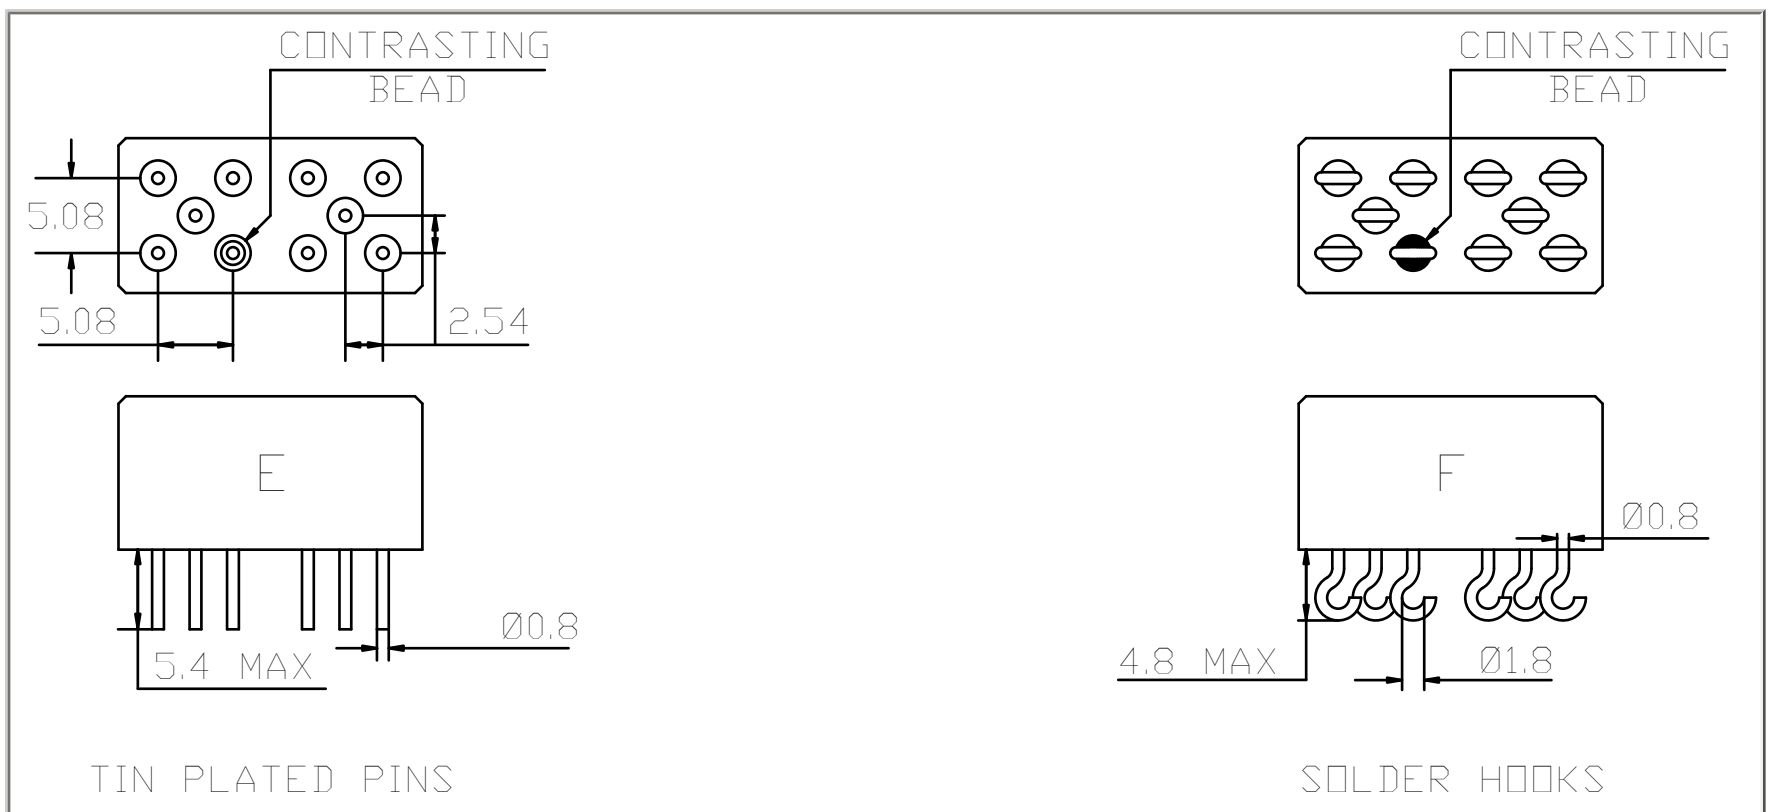 CONTRASTING
BEAD
5.08
5.08
2.54
E
5.4 MAX
Ø0.8
TIN PLATED PINS
CONTRASTING
BEAD
F
Ø0.8
4.8 MAX
Ø1.8
SOLDER HOOKS